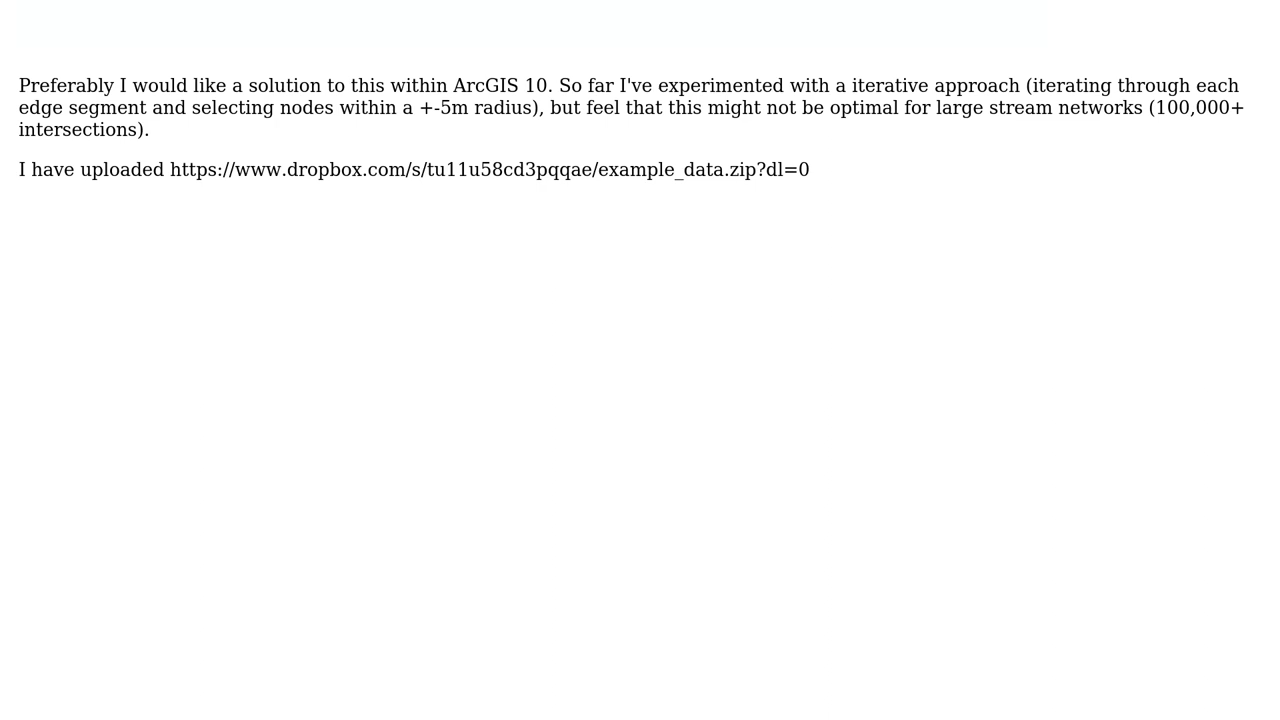 Preferably I would like a solution to this within ArcGIS 10. So far I've experimented with a iterative approach (iterating through each
edge segment and selecting nodes within a +-5m radius), but feel that this might not be optimal for large stream networks (100,000+
intersections).
I have uploaded https://www.dropbox.com/s/tu11u58cd3pqqae/example_data.zip?dl=0